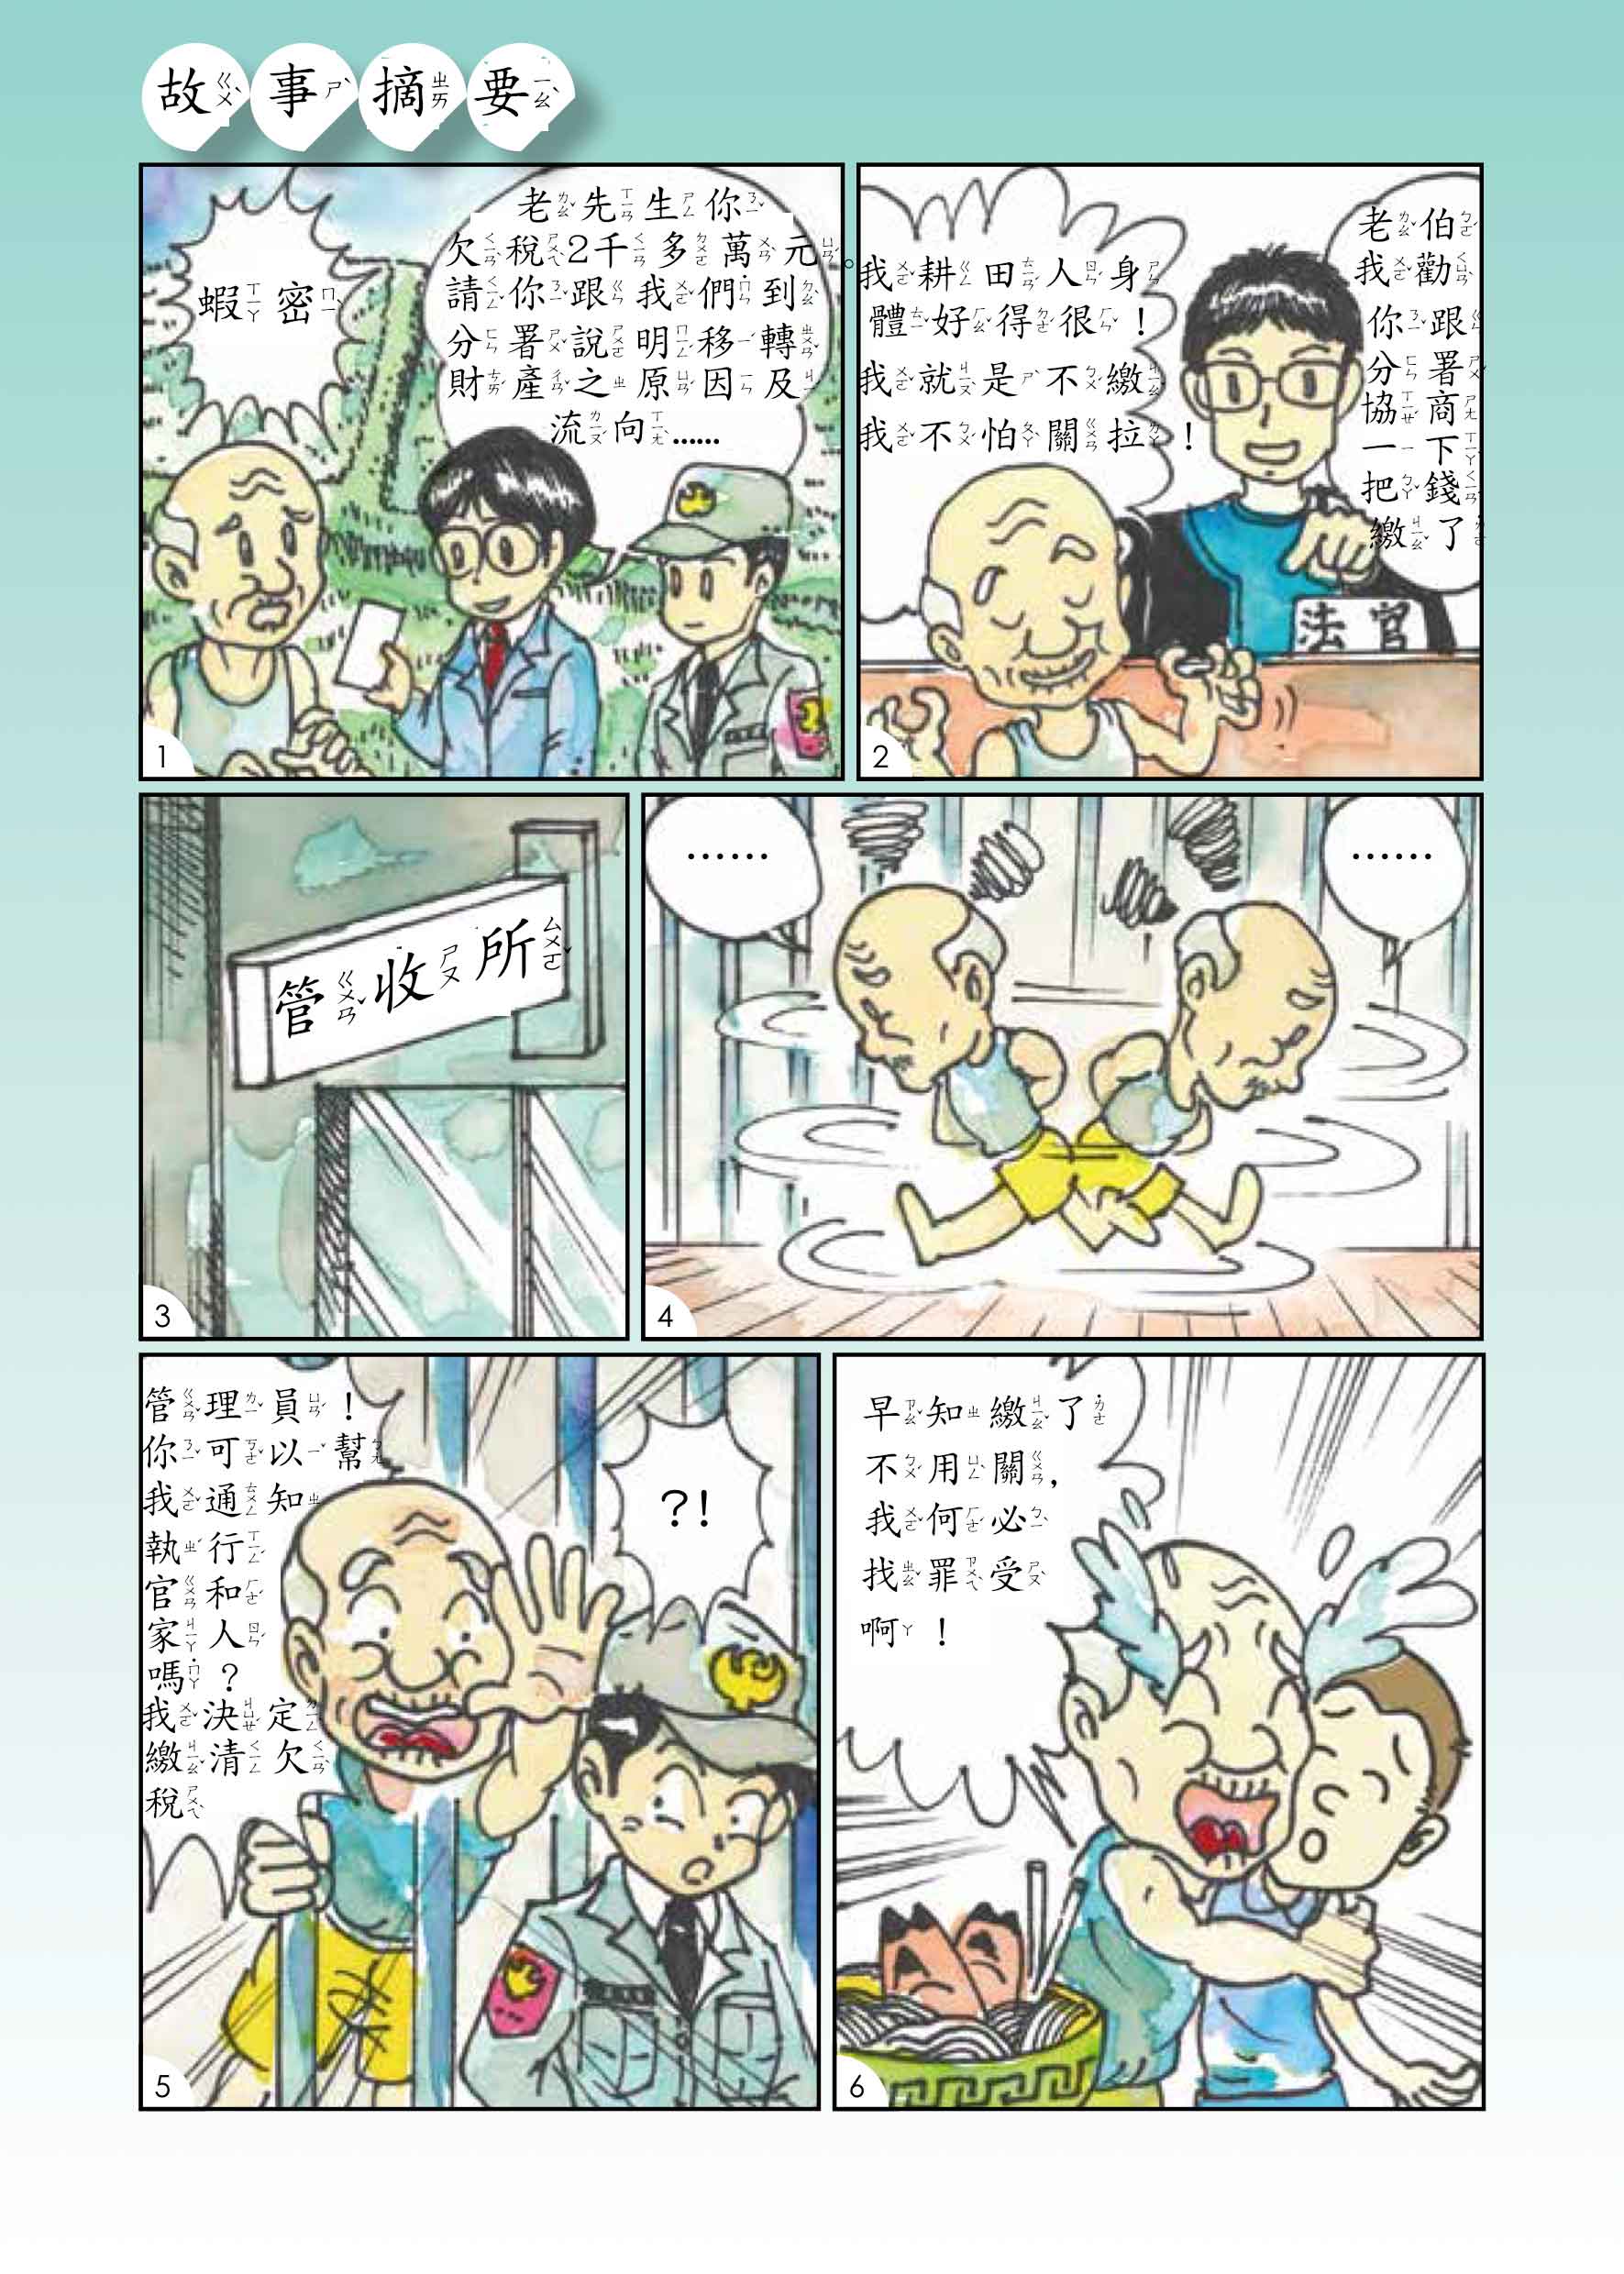 故事摘要
蝦密
老先生你
欠稅2千多萬元。
請你跟我們到
分署說明移轉
財產之原因及
流向......
1
我耕田人身
體好得很！
我就是不繳
我不怕關拉！
老伯
我勸
你跟
分署
協商
一下
把錢
繳了
法官
2
管收所
3
......
......
4
管理員！
你可以幫
我通知
執行
官和
家人
嗎？
我決定
繳清欠
稅
?!
5
早知繳了
不用關，
我何必
找罪受
啊！
6